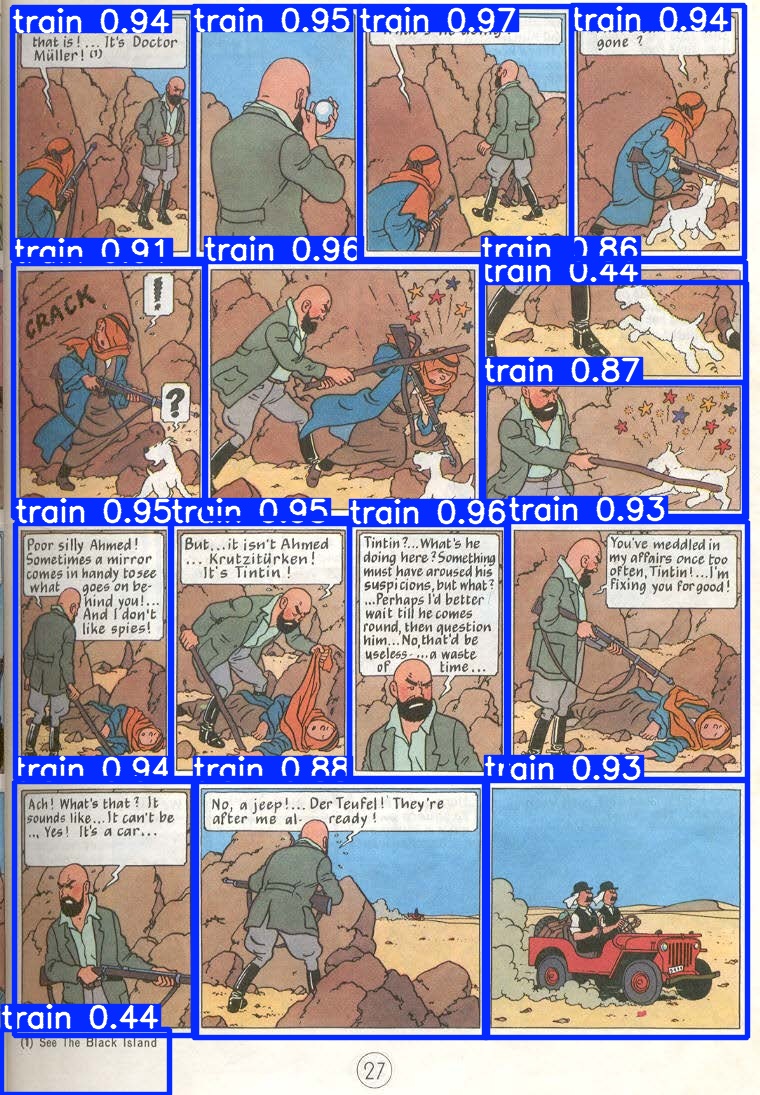 train 0.94
train 0.95
train 0.97
train 0.94
that is!... It's Doctor
Müller! (1)
gone?
train 0.91
train 0.96
train 0.86
train 0.44
CRACK
!
?
train 0.87
train 0.95
train 0.95
train 0.96
train 0.93
Poor silly Ahmed!
Sometimes a mirror
comes in handy to see
what goes on be-
hind you!...
And I don't
like spies!
But...it isn't Ahmed
... Krutzitürken!
It's Tintin!
Tintin?...What's he
doing here? Something
must have aroused his
suspicions, but what?
...Perhaps I'd better
wait till he comes
round, then question
him...No, that'd be
useless-...a waste
of time...
You've meddled in
my affairs once too
often, Tintin!...I'm
fixing you for good!
train 0.94
train 0.88
train 0.93
Ach! What's that? It
sounds like...It can't be
... Yes! It's a car...
No, a jeep!... Der Teufel! They're
after me al- ready!
train 0.44
(1) See The Black Island
27